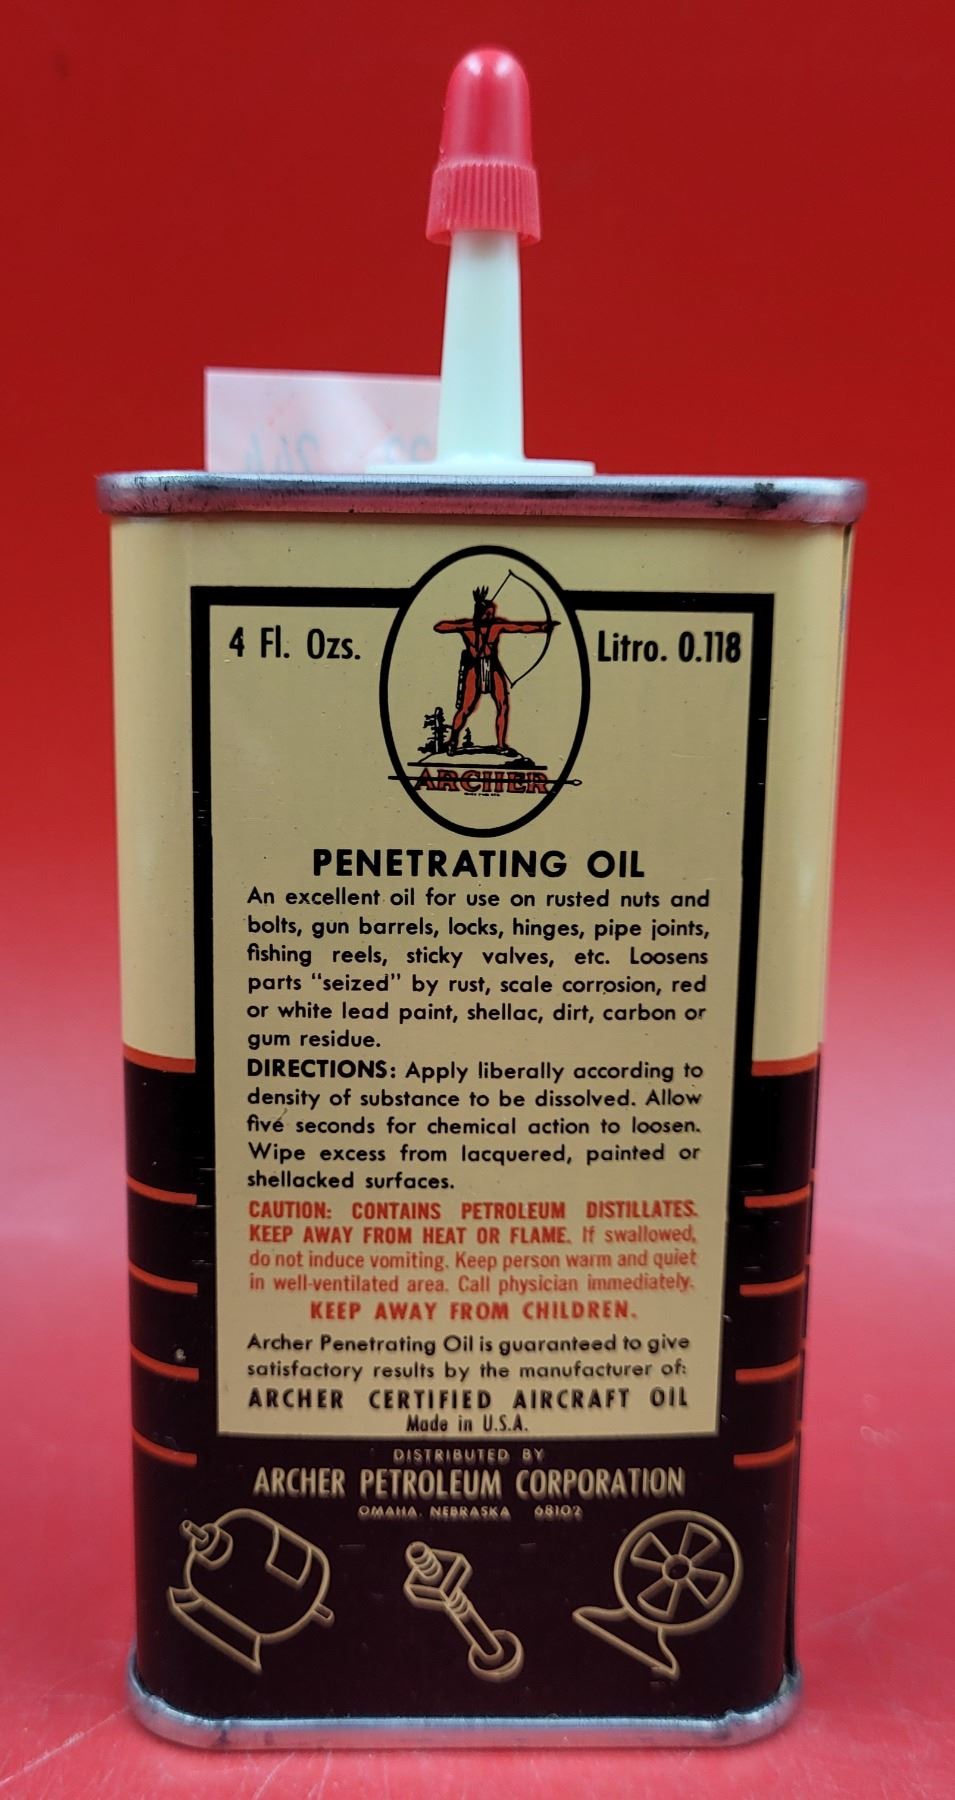 4 Fl. Ozs.
Litro. 0.118
ARCHER
PENETRATING OIL
An excellent oil for use on rusted nuts and
bolts, gun barrels, locks, hinges, pipe joints,
fishing reels, sticky valves, etc. Loosens
parts "seized" by rust, scale corrosion, red
or white lead paint, shellac, dirt, carbon or
gum residue.
DIRECTIONS: Apply liberally according to
density of substance to be dissolved. Allow
five seconds for chemical action to loosen.
Wipe excess from lacquered, painted or
shellacked surfaces.
CAUTION: CONTAINS PETROLEUM DISTILLATES.
KEEP AWAY FROM HEAT OR FLAME. If swallowed,
do not induce vomiting. Keep person warm and quiet
in well-ventilated area. Call physician immediately.
KEEP AWAY FROM CHILDREN.
Archer Penetrating Oil is guaranteed to give
satisfactory results by the manufacturer of:
ARCHER CERTIFIED AIRCRAFT OIL
Made in U.S.A.
DISTRIBUTED BY
ARCHER PETROLEUM CORPORATION
OMAHA, NEBRASKA 68102